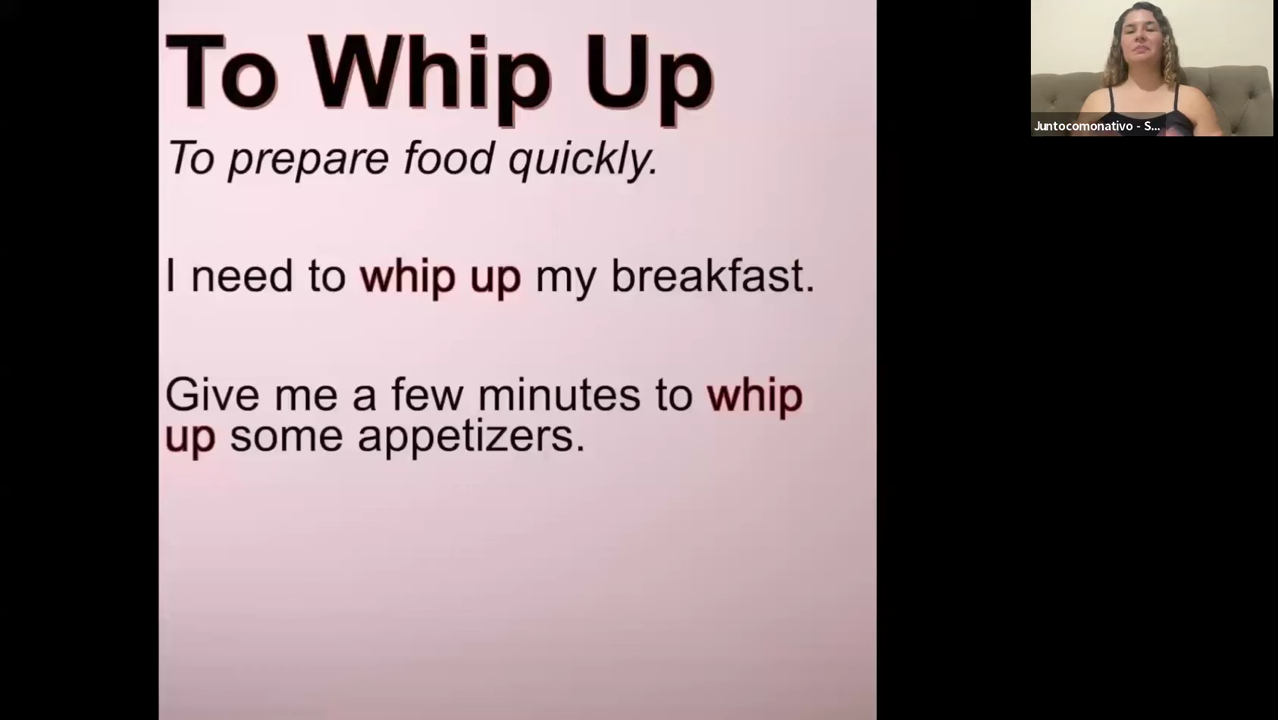 To Whip Up
To prepare food quickly.
I need to whip up my breakfast.
Give me a few minutes to whip
up some appetizers.
Juntocomonativo - S...